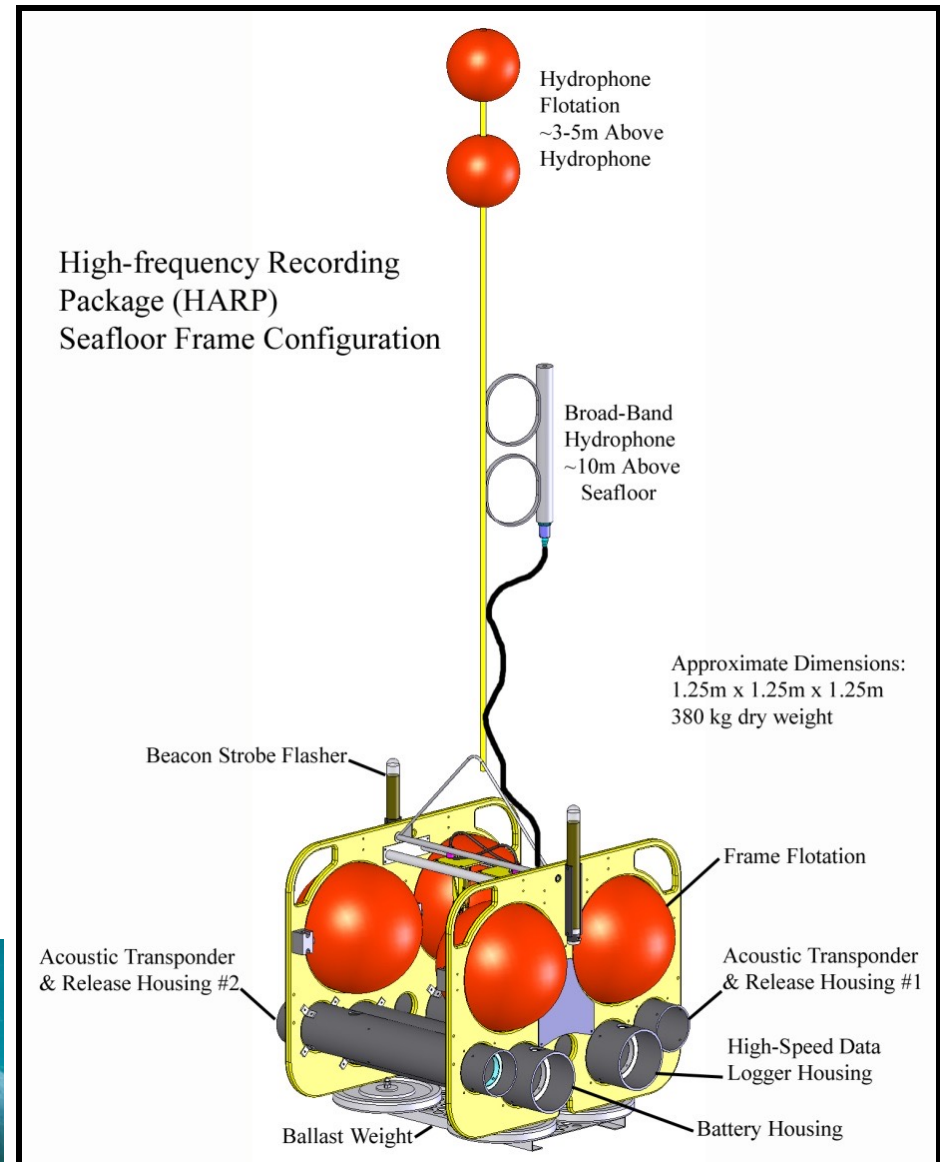 Hydrophone
Flotation
~3-5m Above
Hydrophone
High-frequency Recording
Package (HARP)
Seafloor Frame Configuration
Broad-Band
Hydrophone
~10m Above
Seafloor
Approximate Dimensions:
1.25m x 1.25m x 1.25m
380 kg dry weight
Beacon Strobe Flasher
Frame Flotation
Acoustic Transponder
& Release Housing #2
Acoustic Transponder
& Release Housing #1
High-Speed Data
Logger Housing
Battery Housing
Ballast Weight